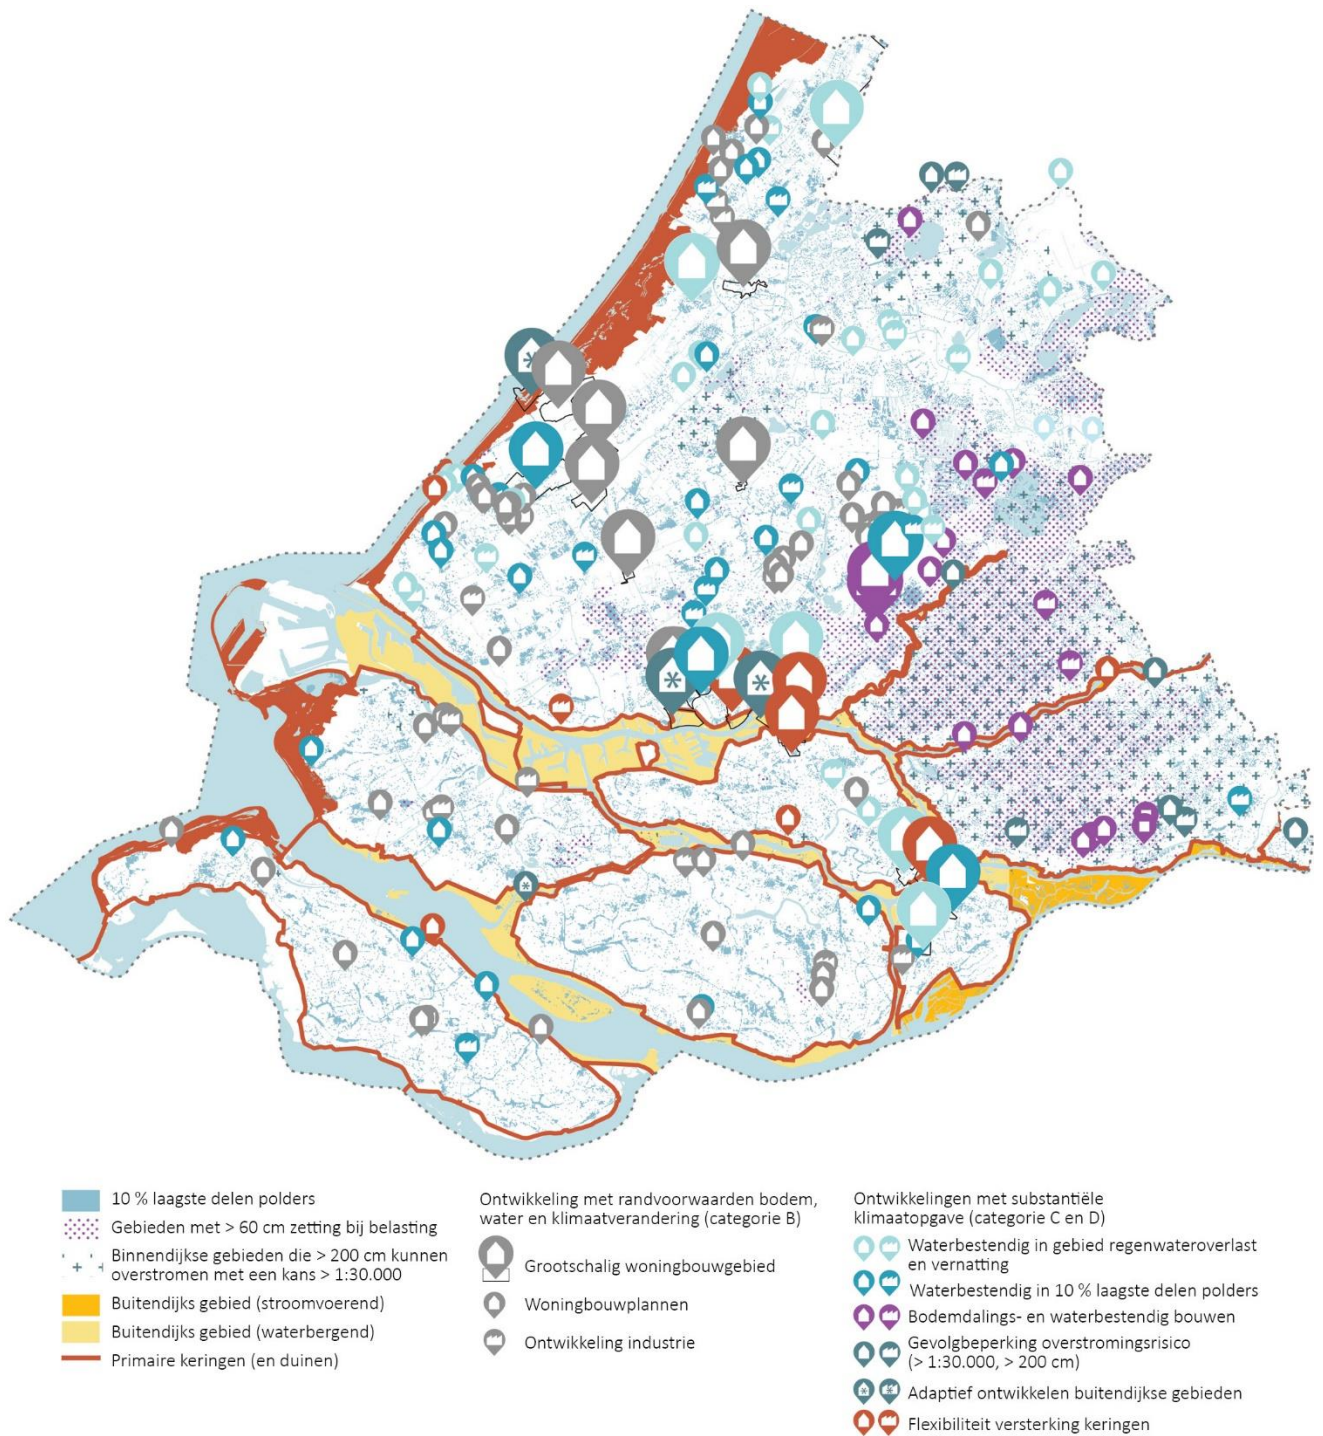 10 % laagste delen polders
Gebieden met > 60 cm zetting bij belasting
Binnendijkse gebieden die > 200 cm kunnen
overstromen met een kans > 1:30.000
Buitendijks gebied (stroomvoerend)
Buitendijks gebied (waterbergend)
Primaire keringen (en duinen)
Ontwikkeling met randvoorwaarden bodem,
water en klimaatverandering (categorie B)
Grootschalig woningbouwgebied
Woningbouwplannen
Ontwikkeling industrie
Ontwikkelingen met substantiële
klimaatopgave (categorie C en D)
Waterbestendig in gebied regenwateroverlast
en vernatting
Waterbestendig in 10 % laagste delen polders
Bodemdalings- en waterbestendig bouwen
Gevolgbeperking overstromingsrisico
(> 1:30.000, > 200 cm)
Adaptief ontwikkelen buitendijkse gebieden
Flexibiliteit versterking keringen